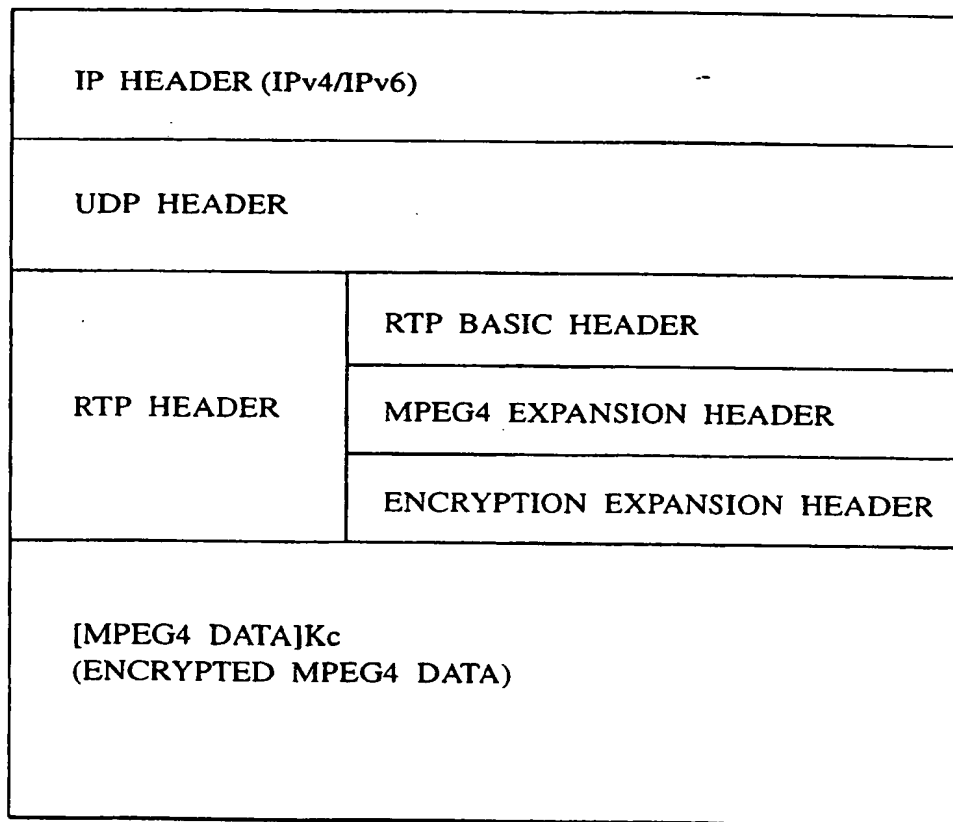 IP HEADER (IPv4/IPv6)
UDP HEADER
RTP HEADER
RTP BASIC HEADER
MPEG4 EXPANSION HEADER
ENCRYPTION EXPANSION HEADER
[MPEG4 DATA]Kc
(ENCRYPTED MPEG4 DATA)